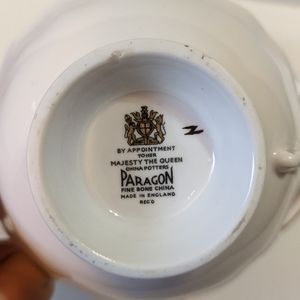 BY APPOINTMENT
TO HER
MAJESTY THE QUEEN
CHINA POTTERS
PARAGON
FINE BONE CHINA
MADE IN ENGLAND
REG'D